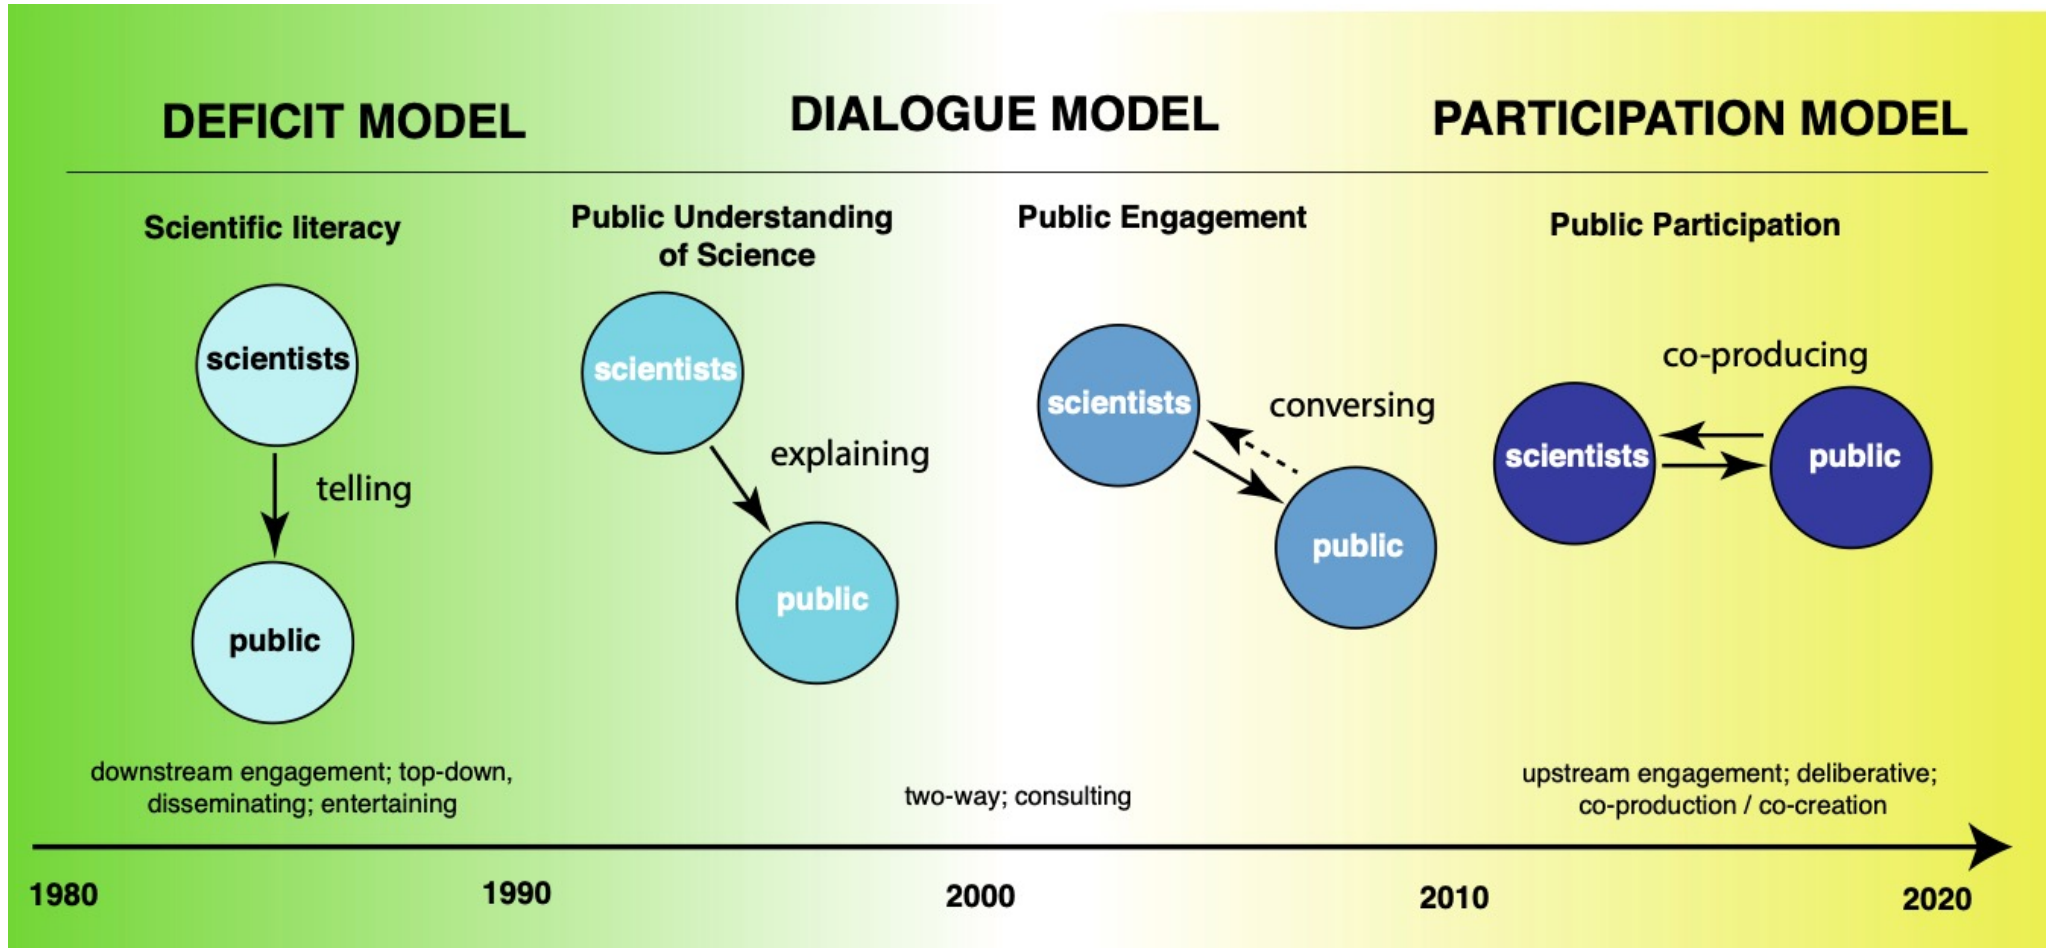 DEFICIT MODEL
DIALOGUE MODEL
PARTICIPATION MODEL
Scientific literacy
scientists
telling
public
Public Understanding
of Science
scientists
explaining
public
Public Engagement
scientists
conversing
public
Public Participation
co-producing
scientists
public
downstream engagement; top-down,
disseminating; entertaining
two-way; consulting
upstream engagement; deliberative;
co-production / co-creation
1980
1990
2000
2010
2020